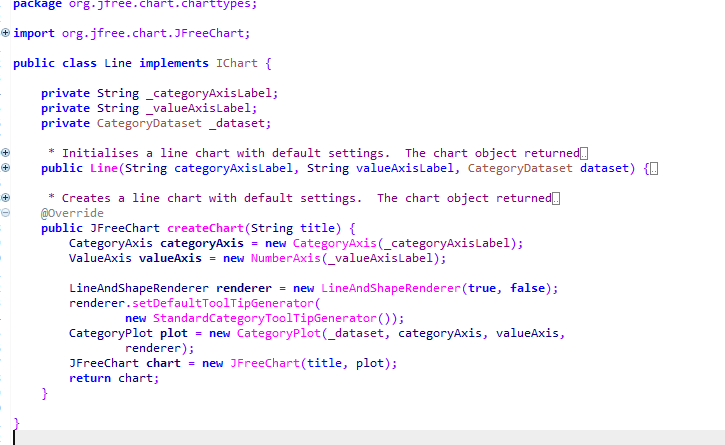 package org.jfree.chart.charttypes;
import org.jfree.chart.JFreeChart;
public class Line implements IChart {
private String _categoryAxisLabel;
private String _valueAxisLabel;
private CategoryDataset _dataset;
* Initialises a line chart with default settings.  The chart object returned
public Line(String categoryAxisLabel, String valueAxisLabel, CategoryDataset dataset) {
* Creates a line chart with default settings.  The chart object returned
@Override
public JFreeChart createChart(String title) {
CategoryAxis categoryAxis = new CategoryAxis(_categoryAxisLabel);
ValueAxis valueAxis = new NumberAxis(_valueAxisLabel);
LineAndShapeRenderer renderer = new LineAndShapeRenderer(true, false);
renderer.setDefaultToolTipGenerator(
new StandardCategoryToolTipGenerator());
CategoryPlot plot = new CategoryPlot(_dataset, categoryAxis, valueAxis,
renderer);
JFreeChart chart = new JFreeChart(title, plot);
return chart;
}
}